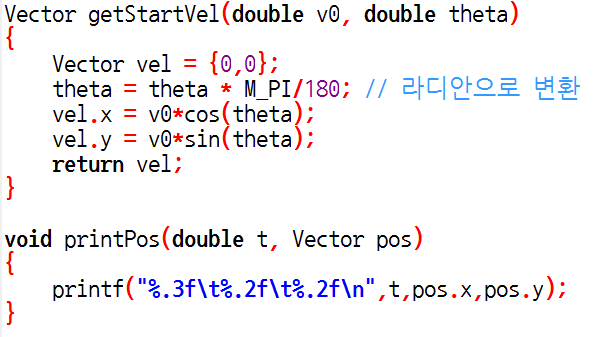 Vector getStartVel(double v0, double theta)
{
    Vector vel = {0,0};
    theta = theta * M_PI/180; // 라디안으로 변환
    vel.x = v0*cos(theta);
    vel.y = v0*sin(theta);
    return vel;
}

void printPos(double t, Vector pos)
{
    printf("%.3f\t%.2f\t%.2f\n",t,pos.x,pos.y);
}